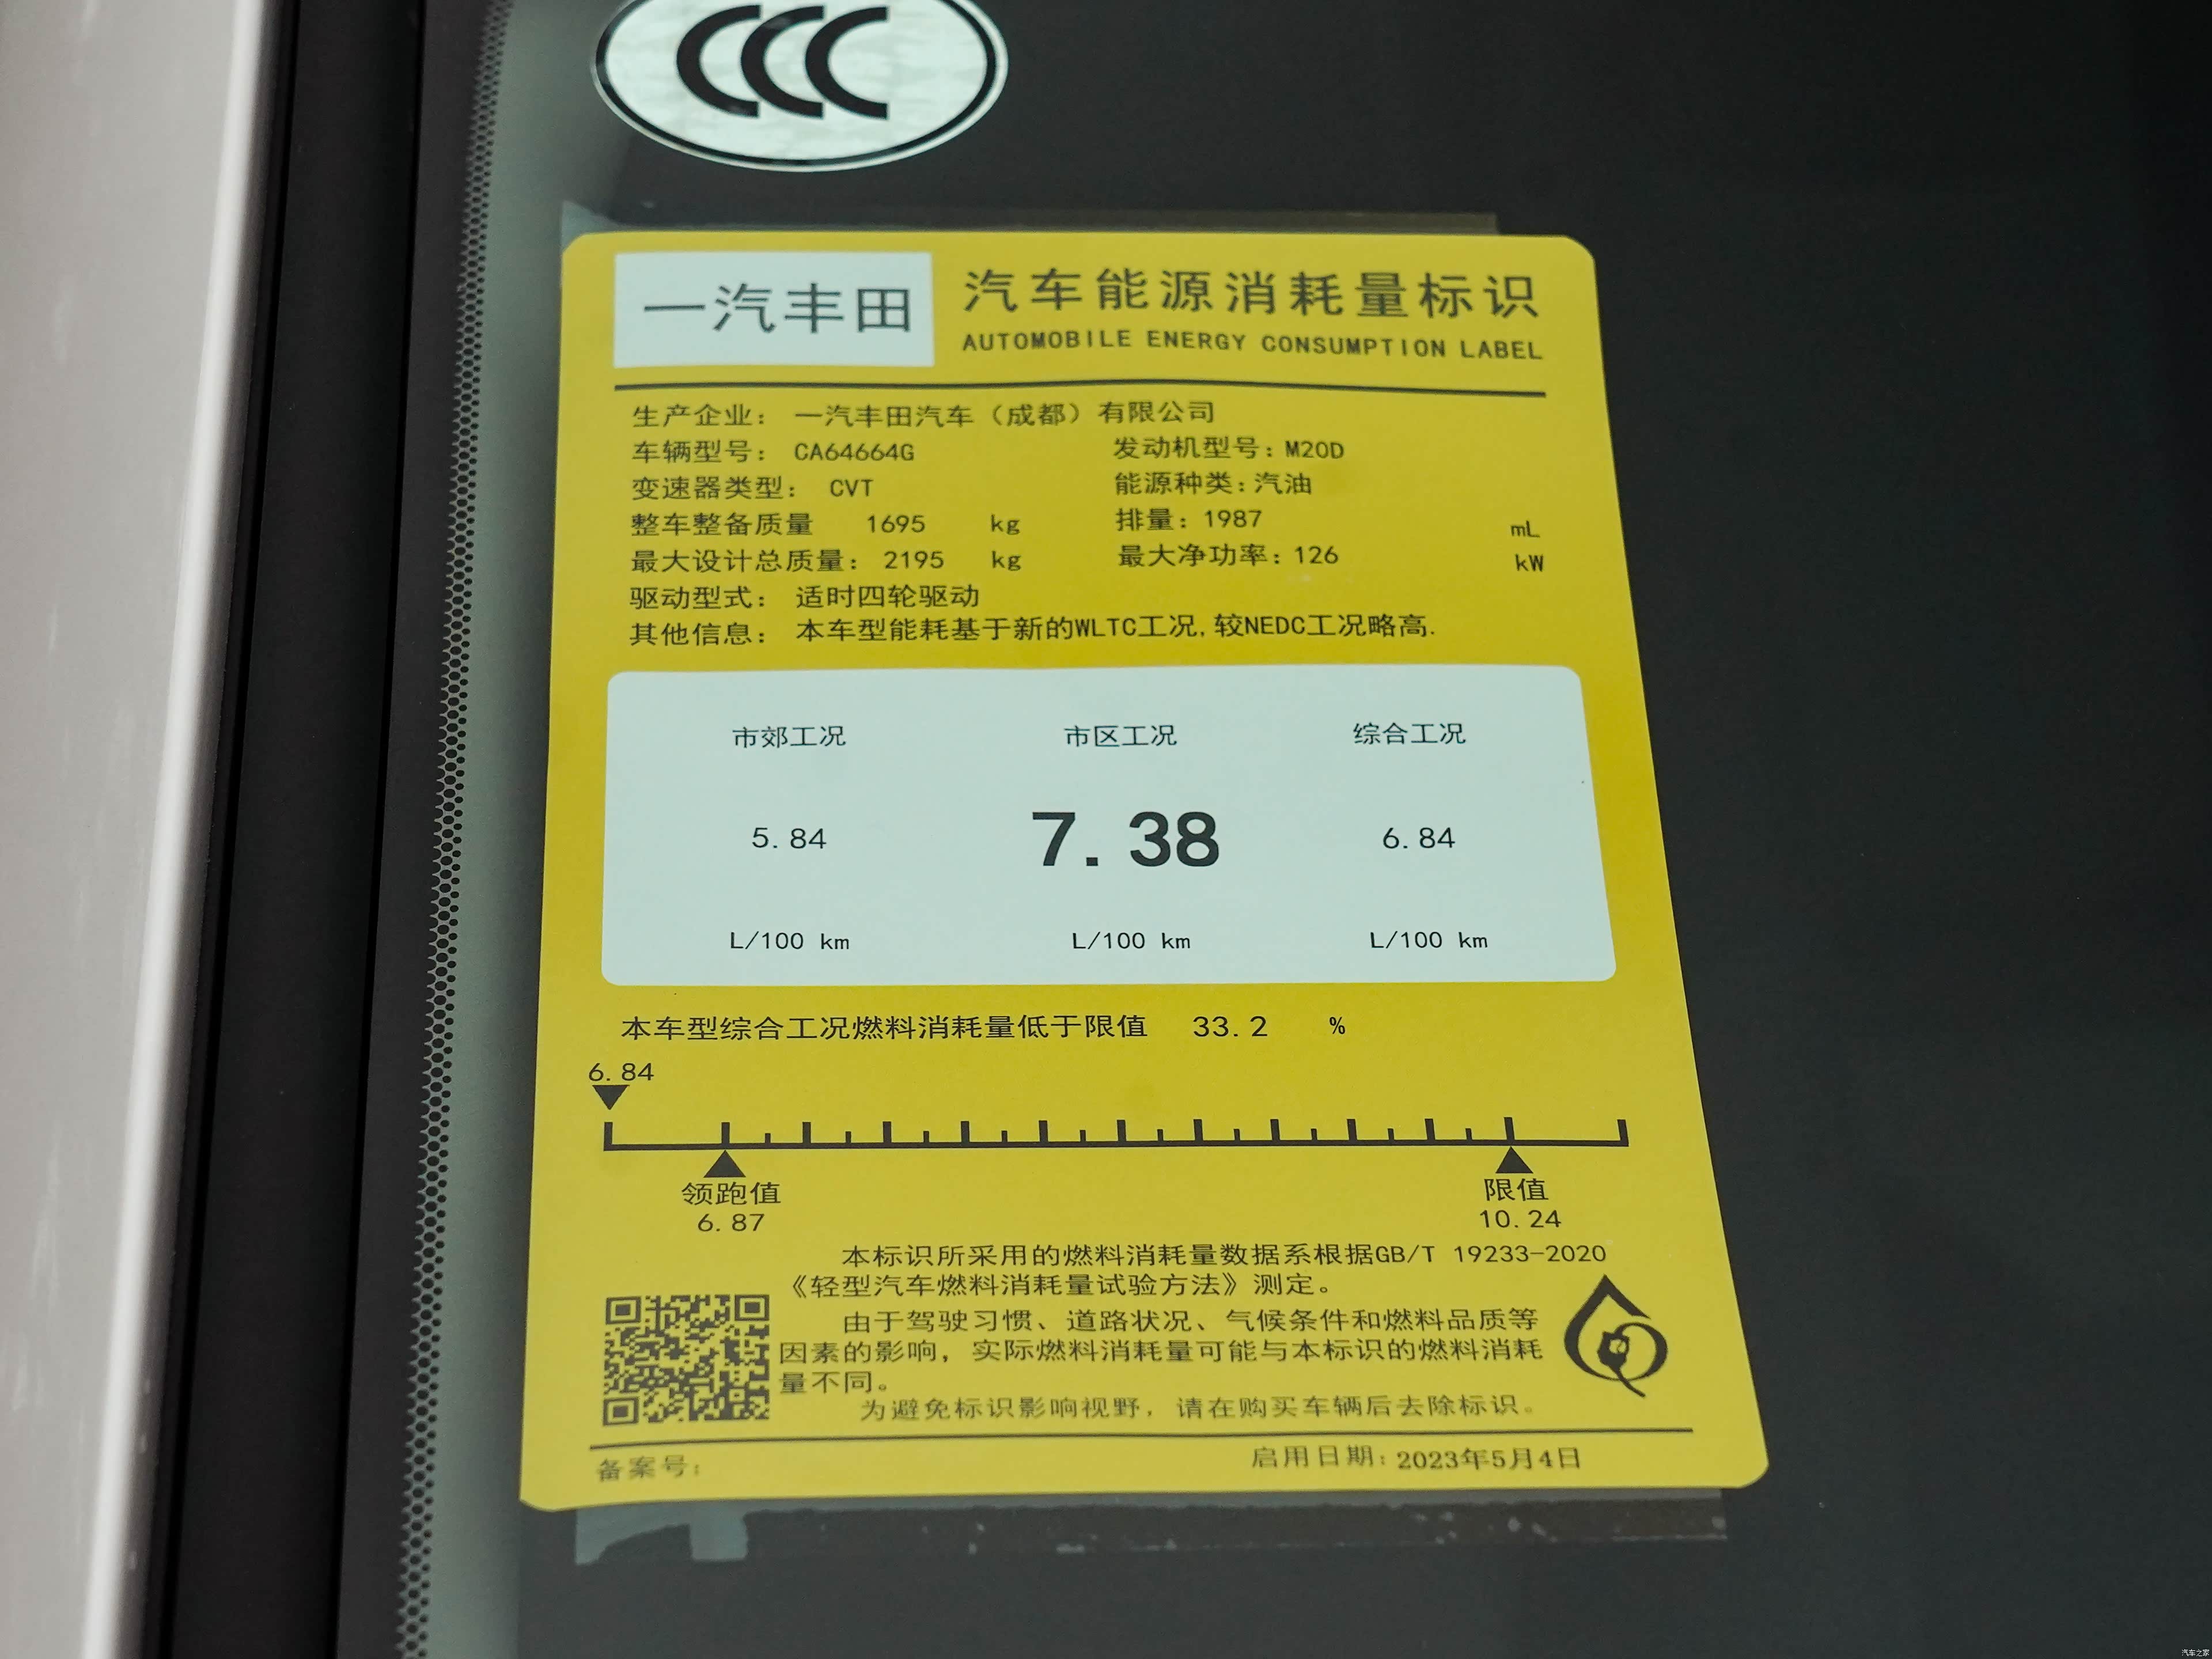 CCC
一汽丰田
汽车能源消耗量标识
AUTOMOBILE ENERGY CONSUMPTION LABEL
生产企业： 一汽丰田汽车（成都）有限公司
车辆型号： CA64664G 发动机型号：M20D
变速器类型： CVT 能源种类：汽油
整车整备质量 1695 kg 排量：1987 mL
最大设计总质量： 2195 kg 最大净功率：126 kW
驱动型式： 适时四轮驱动
其他信息： 本车型能耗基于新的WLTC工况,较NEDC工况略高.
市郊工况 市区工况 综合工况
5.84 7.38 6.84
L/100 km L/100 km L/100 km
本车型综合工况燃料消耗量低于限值 33.2 %
6.84
领跑值 限值
6.87 10.24
本标识所采用的燃料消耗量数据系根据GB/T 19233-2020
《轻型汽车燃料消耗量试验方法》测定。
由于驾驶习惯、道路状况、气候条件和燃料品质等
因素的影响，实际燃料消耗量可能与本标识的燃料消耗
量不同。
为避免标识影响视野，请在购买车辆后去除标识。
备案号： 启用日期：2023年5月4日
汽车之家